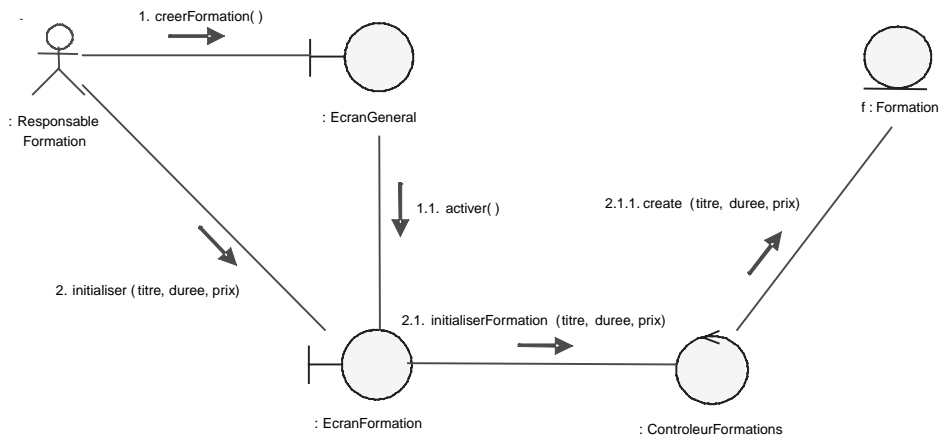 1. creerFormation( )
: Responsable
Formation
: EcranGeneral
f : Formation
1.1. activer( )
2.1.1. create (titre, duree, prix)
2. initialiser (titre, duree, prix)
2.1. initialiserFormation (titre, duree, prix)
: EcranFormation
: ControleurFormations